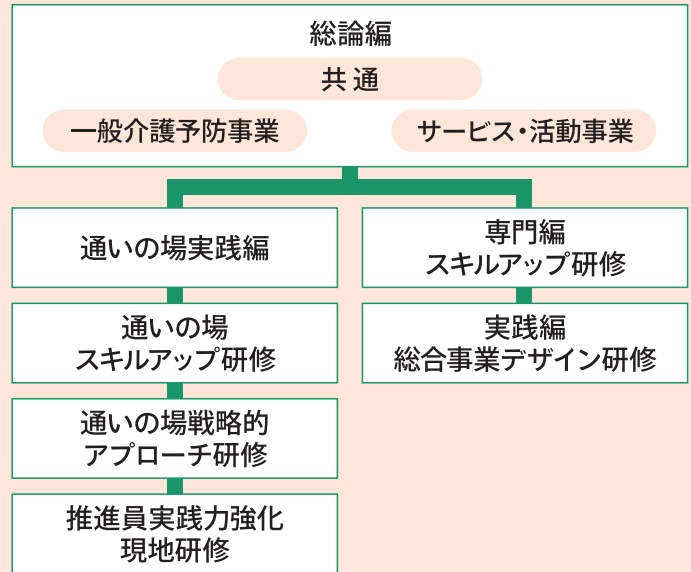 総論編
共通
一般介護予防事業
サービス・活動事業
通いの場実践編
通いの場
スキルアップ研修
通いの場戦略的
アプローチ研修
推進員実践力強化
現地研修
専門編
スキルアップ研修
実践編
総合事業デザイン研修